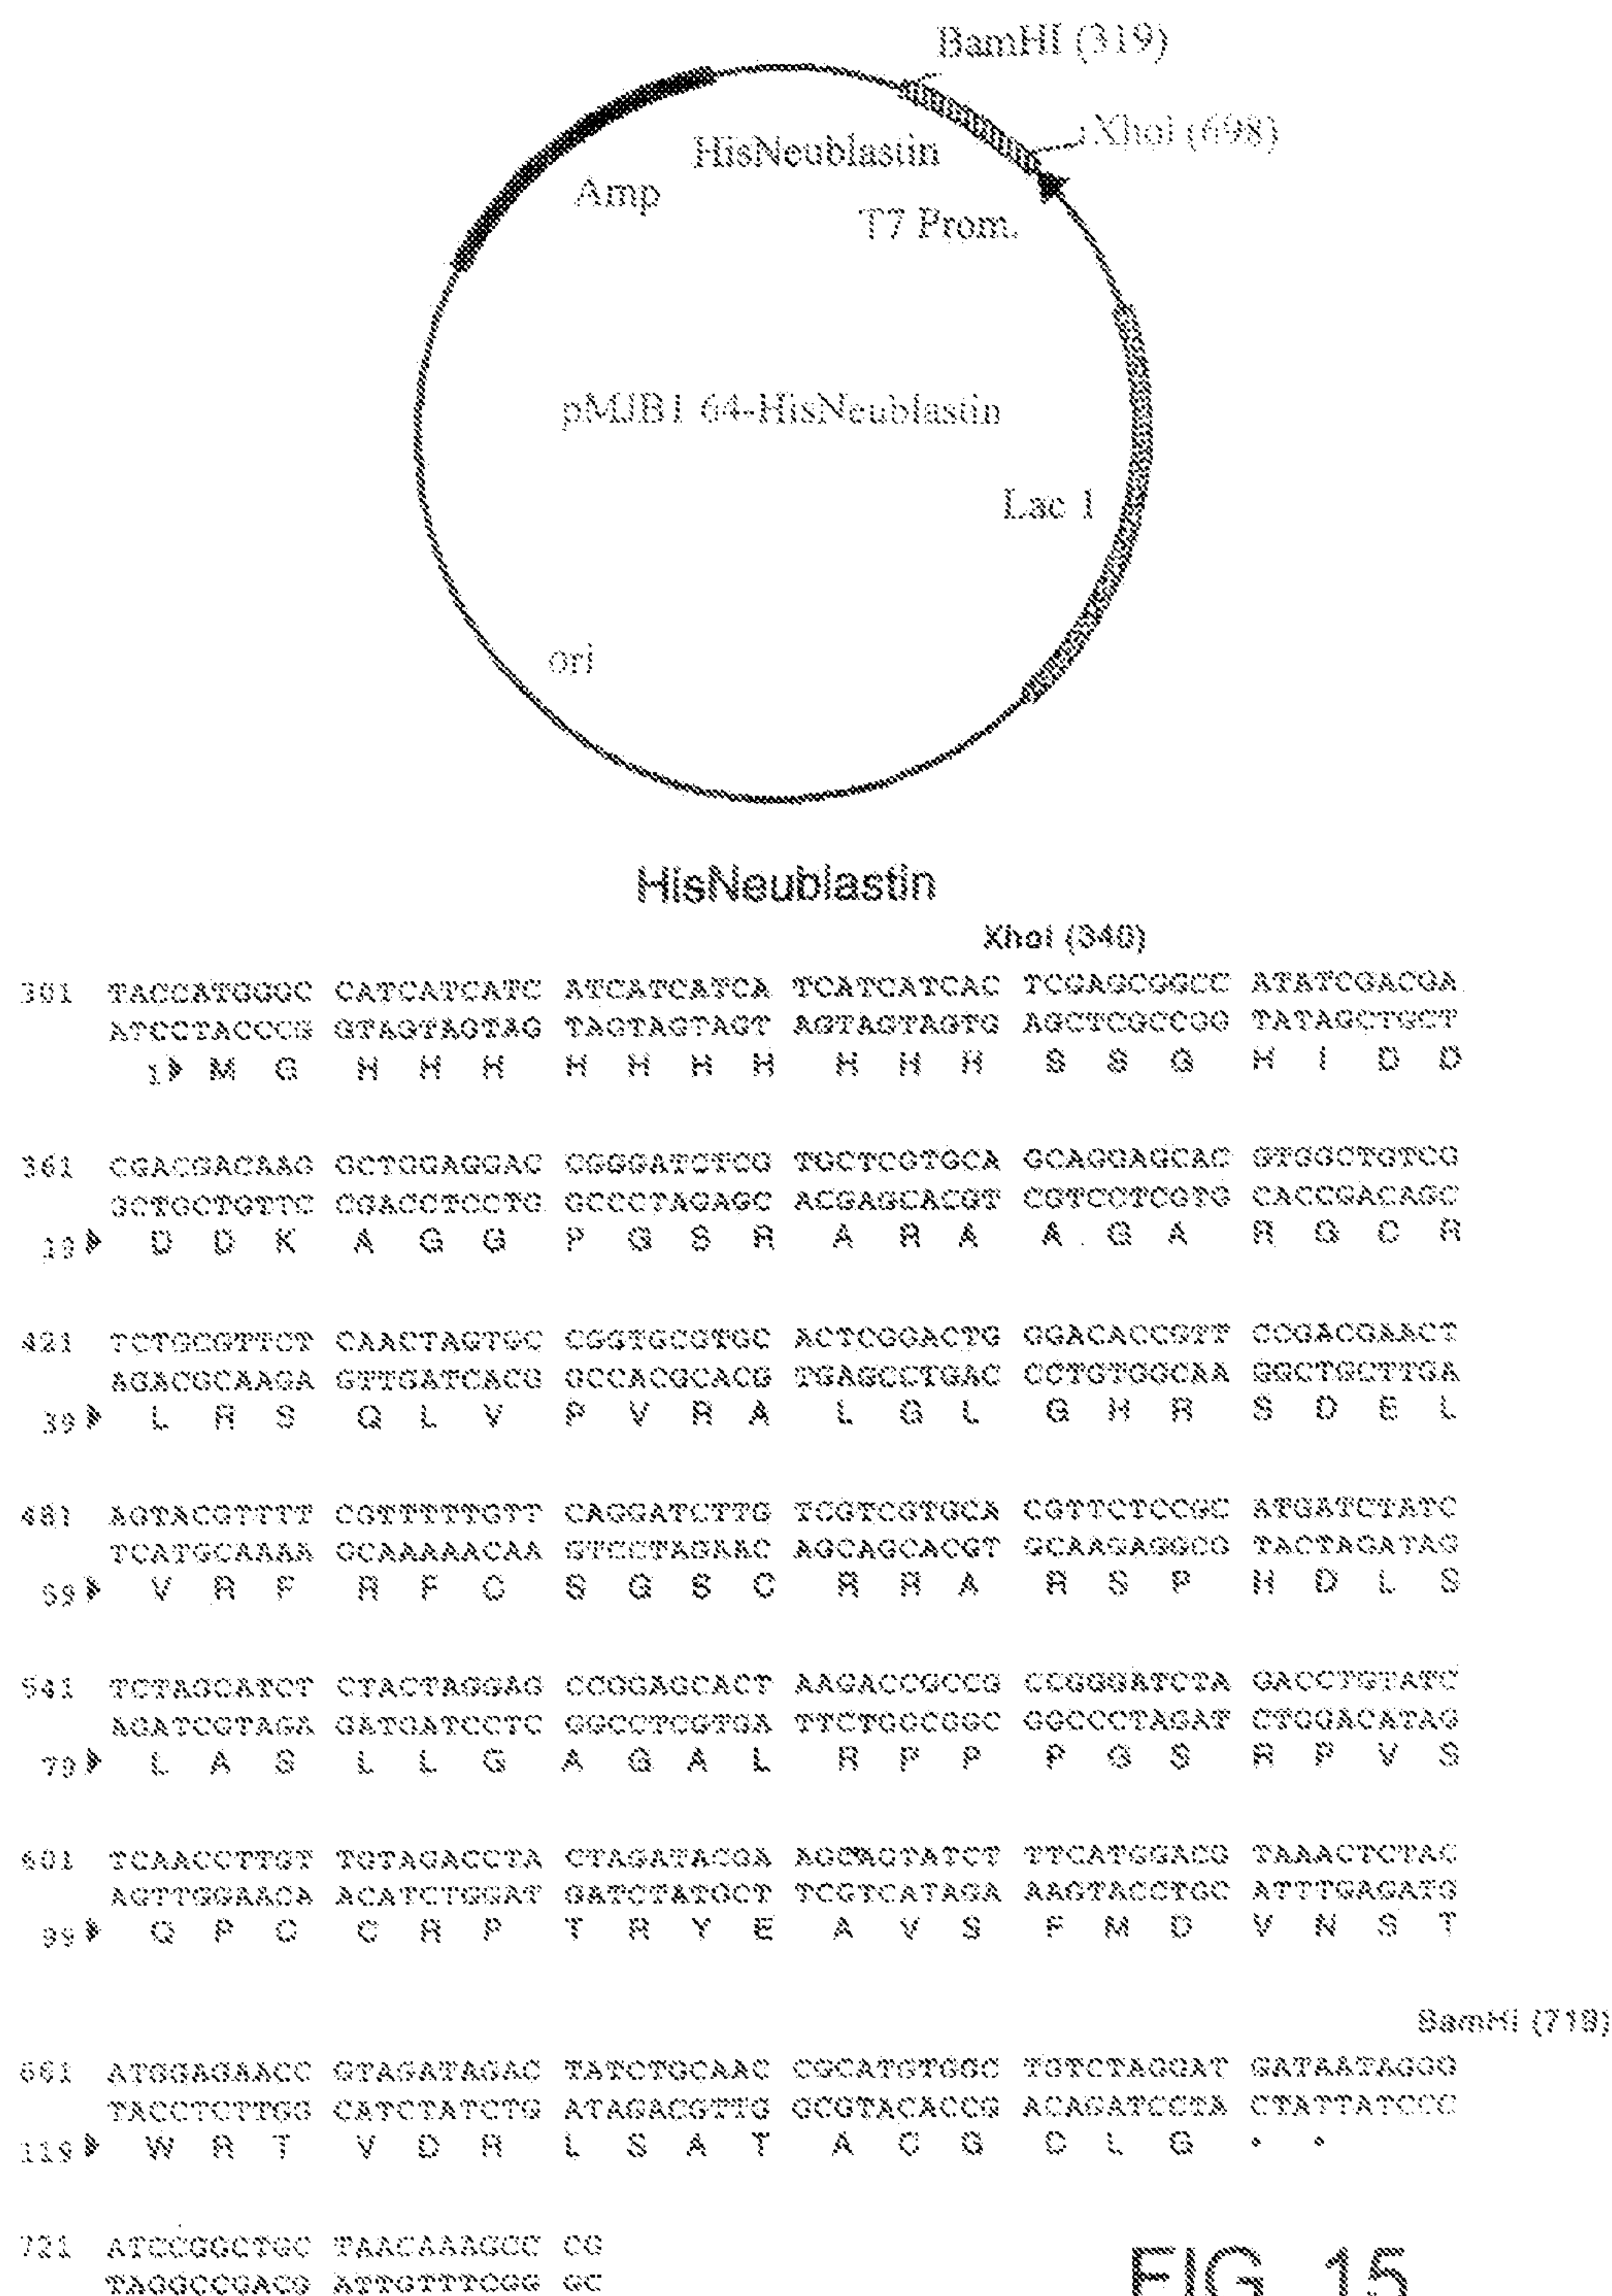 BamHI (319)
XhoI (698)
HisNeublastin
Amp
T7 Prom.
pMJB1 64-HisNeublastin
Lac 1
ori
HisNeublastin
XhoI (340)
301 TACCATGGGC CATCATCATC ATCATCATCA TCATCATCAC TCGAGCGGCC ATATCGACGA
ATCCTACCCG GTAGTAGTAG TAGTAGTAGT AGTAGTAGTG AGCTCGCCGG TATAGCTGCT
1 M G H H H H H H H H H H S S G H I D D
361 CGACGACAAG GCTGGAGGAC CGGGATCTCG TGCTCGTGCA GCAGGAGCAC GTGGCTGTCG
GCTGCTGTTC CGACCTCCTG GCCCTAGAGC ACGAGCACGT CGTCCTCGTG CACCGACAGC
19 D D K A G G P G S R A R A A G A R G C R
421 TCTGCGTTCT CAACTAGTGC CGGTGCGTGC ACTCGGACTG GGACACCGTT CCGACGAACT
AGACGCAAGA GTTGATCACG GCCACGCACG TGAGCCTGAC CCTGTGGCAA GGCTGCTTGA
39 L R S Q L V P V R A L G L G H R S D E L
481 AGTACGTTTT CGTTTTTGTT CAGGATCTTG TCGTCGTGCA CGTTCTCCGC ATGATCTATC
TCATGCAAAA GCAAAAACAA GTCCTAGAAC AGCAGCACGT GCAAGAGGCG TACTAGATAG
59 V R F R F C S G S C R R A R S P H D L S
541 TCTAGCATCT CTACTAGGAG CCGGAGCACT AAGACCGCCG CCGGGATCTA GACCTGTATC
AGATCGTAGA GATGATCCTC GGCCTCGTGA TTCTGGCGGC GGCCCTAGAT CTGGACATAG
79 L A S L L G A G A L R P P P G S R P V S
601 TCAACCTTGT TGTAGACCTA CTAGATACGA AGCAGTATCT TTCATGGACG TAAACTCTAC
AGTTGGAACA ACATCTGGAT GATCTATGCT TCGTCATAGA AAGTACCTGC ATTTGAGATG
99 Q P C C R P T R Y E A V S F M D V N S T
BamHI (718)
661 ATGGAGAACC GTAGATAGAC TATCTGCAAC CGCATGTGGC TGTCTAGGAT GATAATAGGG
TACCTCTTGG CATCTATCTG ATAGACGTTG GCGTACACCG ACAGATCCTA CTATTATCCC
119 W R T V D R L S A T A C G C L G • •
721 ATCCGGCTGC TAACAAAGCC CG
TAGGCCGACG ATTGTTTCGG GC
FIG. 15